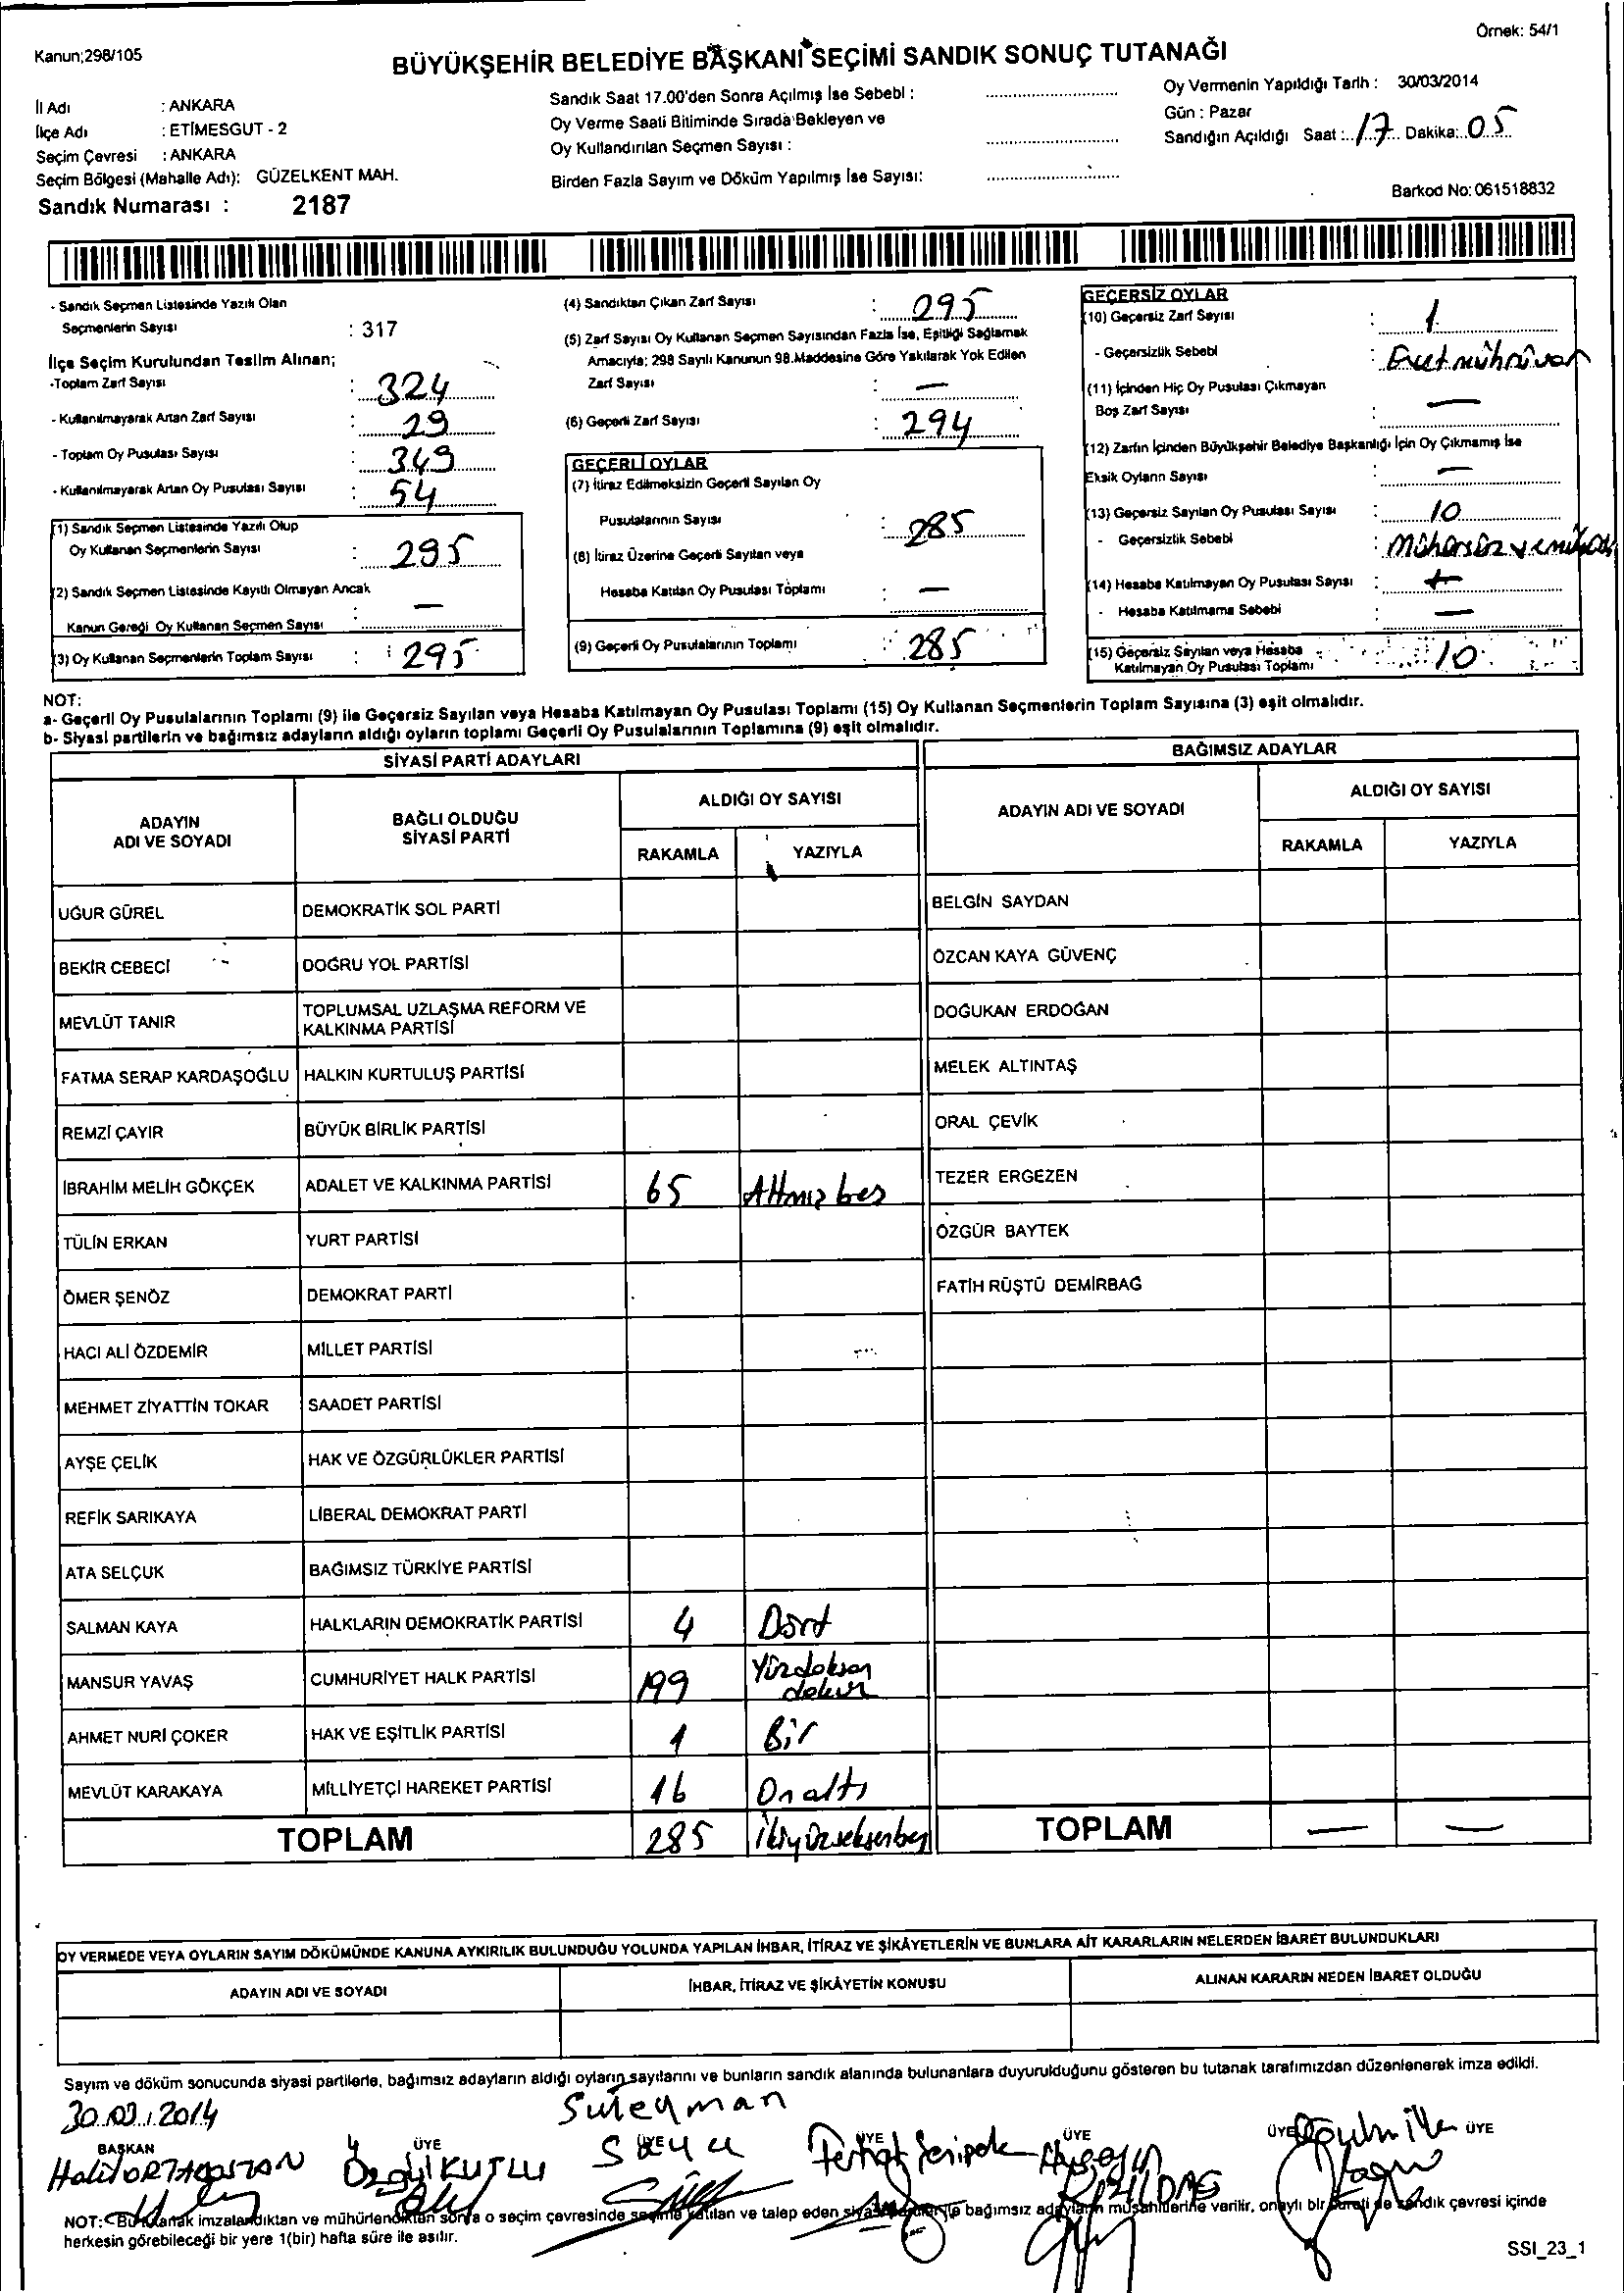 Örnek: 54/1
Kanun;298/105
BÜYÜKŞEHİR BELEDİYE BAŞKANI SEÇİMİ SANDIK SONUÇ TUTANAĞI
İl Adı : ANKARA
İlçe Adı : ETİMESGUT - 2
Seçim Çevresi : ANKARA
Seçim Bölgesi (Mahalle Adı): GÜZELKENT MAH.
Sandık Numarası : 2187
Sandık Saat 17.00'den Sonra Açılmış İse Sebebi :
Oy Verme Saati Bitiminde Sırada Bekleyen ve
Oy Kullandırılan Seçmen Sayısı :
Birden Fazla Sayım ve Döküm Yapılmış İse Sayısı:
Oy Vermenin Yapıldığı Tarih : 30/03/2014
Gün : Pazar
Sandığın Açıldığı Saat : 17 Dakika: 05
Barkod No: 061518832
- Sandık Seçmen Listesinde Yazılı Olan
Seçmenlerin Sayısı : 317
İlçe Seçim Kurulundan Teslim Alınan;
-Toplam Zarf Sayısı : 324
- Kullanılmayarak Artan Zarf Sayısı : 29
- Toplam Oy Pusulası Sayısı : 349
- Kullanılmayarak Artan Oy Pusulası Sayısı : 54
(1) Sandık Seçmen Listesinde Yazılı Olup
Oy Kullanan Seçmenlerin Sayısı : 295
(2) Sandık Seçmen Listesinde Kayıtlı Olmayan Ancak
Kanun Gereği Oy Kullanan Seçmen Sayısı : —
(3) Oy Kullanan Seçmenlerin Toplam Sayısı : 295
(4) Sandıktan Çıkan Zarf Sayısı : 295
(5) Zarf Sayısı Oy Kullanan Seçmen Sayısından Fazla İse, Eşitliği Sağlamak
Amacıyla; 298 Sayılı Kanunun 98.Maddesine Göre Yakılarak Yok Edilen
Zarf Sayısı : —
(6) Geçerli Zarf Sayısı : 294
GEÇERLİ OYLAR
(7) İtiraz Edilmeksizin Geçerli Sayılan Oy
Pusulalarının Sayısı : 285
(8) İtiraz Üzerine Geçerli Sayılan veya
Hesaba Katılan Oy Pusulası Toplamı : —
(9) Geçerli Oy Pusulalarının Toplamı : 285
GEÇERSİZ OYLAR
(10) Geçersiz Zarf Sayısı : 1
- Geçersizlik Sebebi : Evet mührü var
(11) İçinden Hiç Oy Pusulası Çıkmayan
Boş Zarf Sayısı : —
(12) Zarfın İçinden Büyükşehir Belediye Başkanlığı İçin Oy Çıkmamış İse
Eksik Oyların Sayısı : —
(13) Geçersiz Sayılan Oy Pusulası Sayısı : 10
- Geçersizlik Sebebi : Mühürsüz
(14) Hesaba Katılmayan Oy Pusulası Sayısı :
- Hesaba Katılmama Sebebi : —
(15) Geçersiz Sayılan veya Hesaba
Katılmayan Oy Pusulası Toplamı : 10
NOT:
a- Geçerli Oy Pusulalarının Toplamı (9) ile Geçersiz Sayılan veya Hesaba Katılmayan Oy Pusulası Toplamı (15) Oy Kullanan Seçmenlerin Toplam Sayısına (3) eşit olmalıdır.
b- Siyasi partilerin ve bağımsız adayların aldığı oyların toplamı Geçerli Oy Pusulalarının Toplamına (9) eşit olmalıdır.
SİYASİ PARTİ ADAYLARI
ADAYIN ADI VE SOYADI BAĞLI OLDUĞU SİYASİ PARTİ ALDIĞI OY SAYISI
RAKAMLA YAZIYLA
UĞUR GÜREL DEMOKRATİK SOL PARTİ
BEKİR CEBECİ DOĞRU YOL PARTİSİ
MEVLÜT TANIR TOPLUMSAL UZLAŞMA REFORM VE KALKINMA PARTİSİ
FATMA SERAP KARDAŞOĞLU HALKIN KURTULUŞ PARTİSİ
REMZİ ÇAYIR BÜYÜK BİRLİK PARTİSİ
İBRAHİM MELİH GÖKÇEK ADALET VE KALKINMA PARTİSİ 65 Altmış beş
TÜLİN ERKAN YURT PARTİSİ
ÖMER ŞENÖZ DEMOKRAT PARTİ
HACI ALİ ÖZDEMİR MİLLET PARTİSİ
MEHMET ZİYATTİN TOKAR SAADET PARTİSİ
AYŞE ÇELİK HAK VE ÖZGÜRLÜKLER PARTİSİ
REFİK SARIKAYA LİBERAL DEMOKRAT PARTİ
ATA SELÇUK BAĞIMSIZ TÜRKİYE PARTİSİ
SALMAN KAYA HALKLARIN DEMOKRATİK PARTİSİ 4 Dört
MANSUR YAVAŞ CUMHURİYET HALK PARTİSİ 199 Yüzdoksan dokuz
AHMET NURİ ÇOKER HAK VE EŞİTLİK PARTİSİ 1 Bir
MEVLÜT KARAKAYA MİLLİYETÇİ HAREKET PARTİSİ 16 Onaltı
TOPLAM 285 İkiyüzseksenbeş
BAĞIMSIZ ADAYLAR
ADAYIN ADI VE SOYADI ALDIĞI OY SAYISI
RAKAMLA YAZIYLA
BELGİN SAYDAN
ÖZCAN KAYA GÜVENÇ
DOĞUKAN ERDOĞAN
MELEK ALTINTAŞ
ORAL ÇEVİK
TEZER ERGEZEN
ÖZGÜR BAYTEK
FATİH RÜŞTÜ DEMİRBAĞ
TOPLAM — —
OY VERMEDE VEYA OYLARIN SAYIM DÖKÜMÜNDE KANUNA AYKIRILIK BULUNDUĞU YOLUNDA YAPILAN İHBAR, İTİRAZ VE ŞİKÂYETLERİN VE BUNLARA AİT KARARLARIN NELERDEN İBARET BULUNDUKLARI
ADAYIN ADI VE SOYADI İHBAR, İTİRAZ VE ŞİKÂYETİN KONUSU ALINAN KARARIN NEDEN İBARET OLDUĞU
Sayım ve döküm sonucunda siyasi partilerle, bağımsız adayların aldığı oyların sayılarını ve bunların sandık alanında bulunanlara duyurulduğunu gösteren bu tutanak tarafımızdan düzenlenerek imza edildi.
30.03.2014 Süleyman
BAŞKAN ÜYE ÜYE ÜYE ÜYE ÜYE ÜYE
Özgül KUTLU
NOT: Bu tutanak imzalandıktan ve mühürlendikten sonra o seçim çevresinde seçime katılan ve talep eden siyasi partiler ile bağımsız adayların müşahitlerine verilir, onaylı bir sureti de sandık çevresi içinde
herkesin görebileceği bir yere 1(bir) hafta süre ile asılır.
SSI_23_1